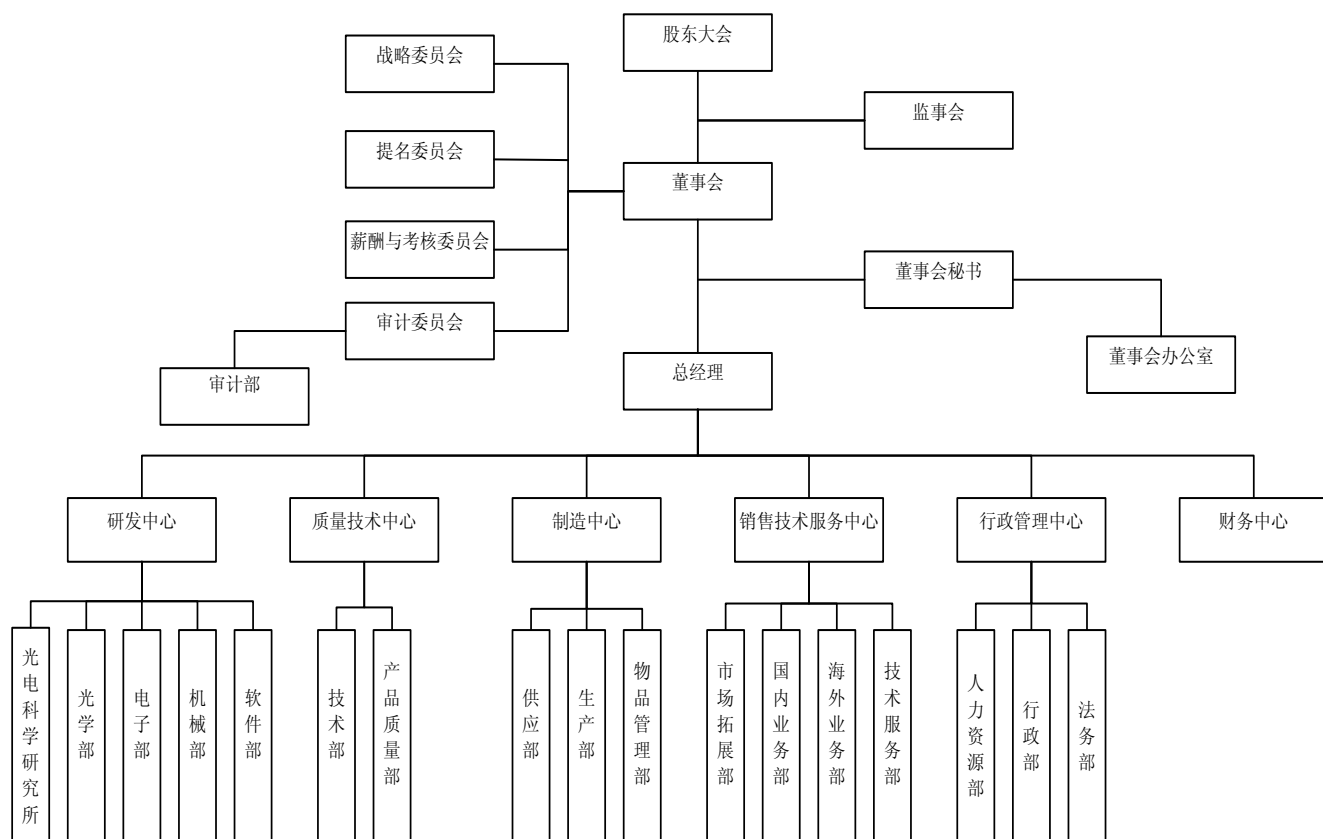 股东大会
战略委员会
监事会
提名委员会
董事会
薪酬与考核委员会
董事会秘书
审计委员会
董事会办公室
总经理
审计部
研发中心
质量技术中心
制造中心
销售技术服务中心
行政管理中心
财务中心
光电科学研究所
光学部
电子部
机械部
软件部
技术部
产品质量部
供应部
生产部
物品管理部
市场拓展部
国内业务部
海外业务部
技术服务部
人力资源部
行政部
法务部